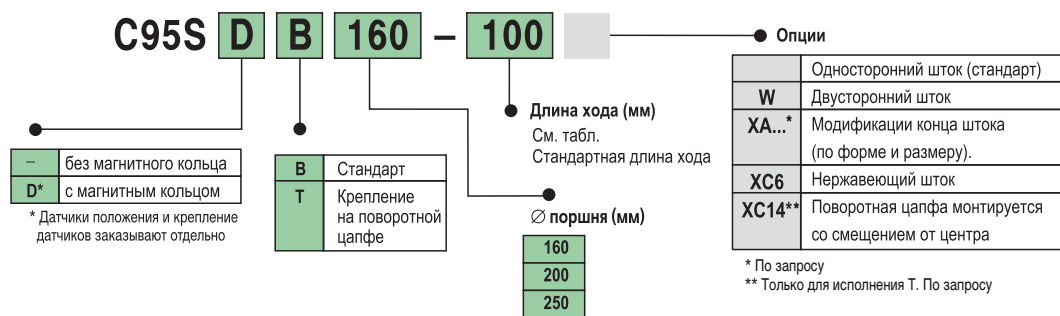 C95S D B 160 – 100
– без магнитного кольца
D* с магнитным кольцом
* Датчики положения и крепление
датчиков заказывают отдельно
B Стандарт
T Крепление
на поворотной
цапфе
Ø поршня (мм)
160
200
250
Длина хода (мм)
См. табл.
Стандартная длина хода
Опции
Односторонний шток (стандарт)
W Двусторонний шток
XA...* Модификации конца штока
(по форме и размеру).
XC6 Нержавеющий шток
XC14** Поворотная цапфа монтируется
со смещением от центра
* По запросу
** Только для исполнения Т. По запросу